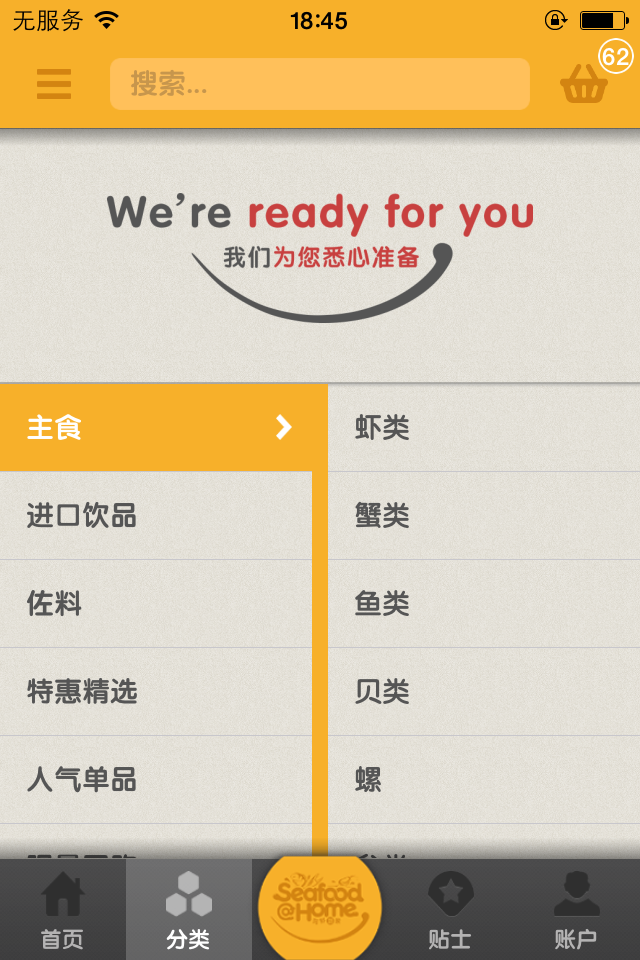 无服务
18:45
62
搜索...
We're ready for you
我们为您悉心准备
主食
虾类
进口饮品
蟹类
佐料
鱼类
特惠精选
贝类
人气单品
螺
Seafood
@Home
首页
分类
贴士
账户